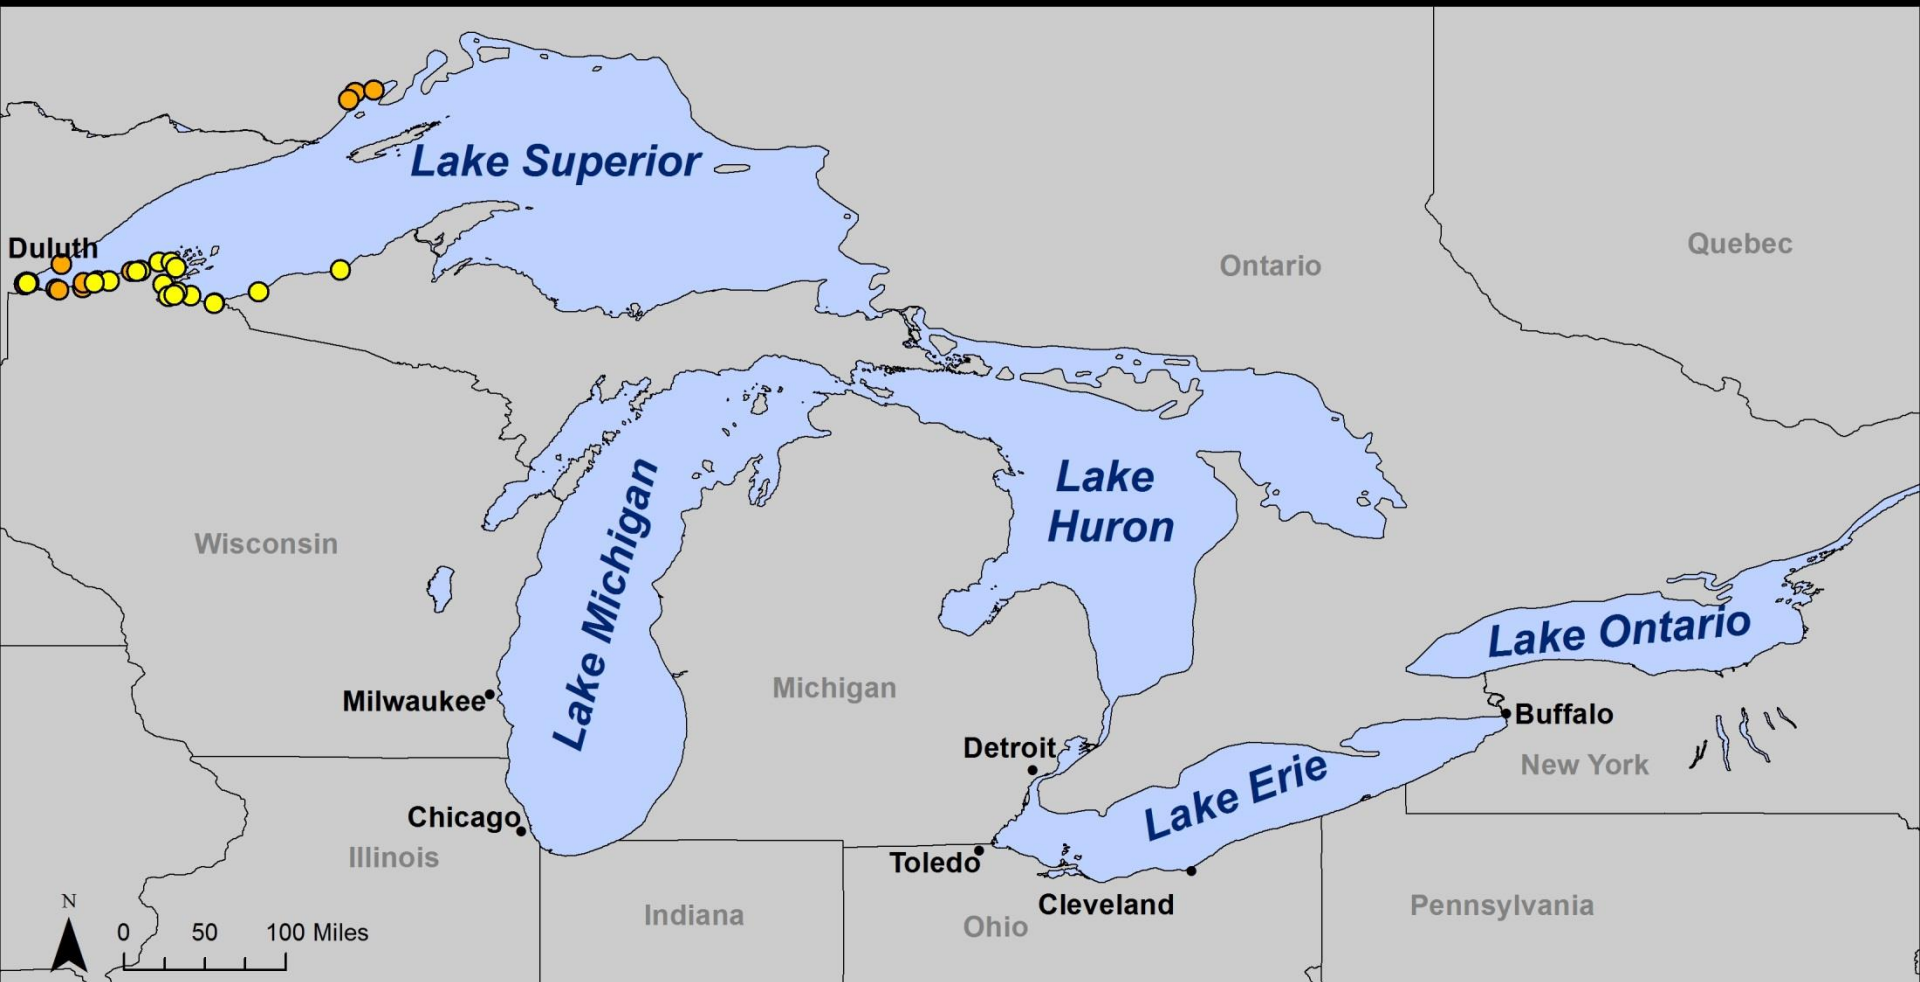 Lake Superior
Duluth
Quebec
Ontario
Lake
Huron
Lake Michigan
Wisconsin
Lake Ontario
Michigan
Milwaukee
Buffalo
Detroit
New York
Lake Erie
Chicago
Illinois
Toledo
Cleveland
Pennsylvania
Indiana
Ohio
N
0 50 100 Miles